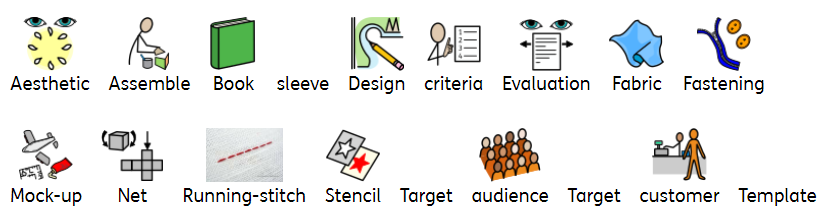 Aesthetic Assemble Book sleeve Design criteria Evaluation Fabric Fastening
Mock-up Net Running-stitch Stencil Target audience Target customer Template